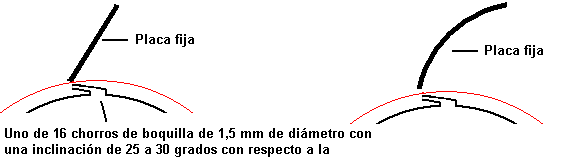 Placa fija
Placa fija
Uno de 16 chorros de boquilla de 1,5 mm de diámetro con
una inclinación de 25 a 30 grados con respecto a la